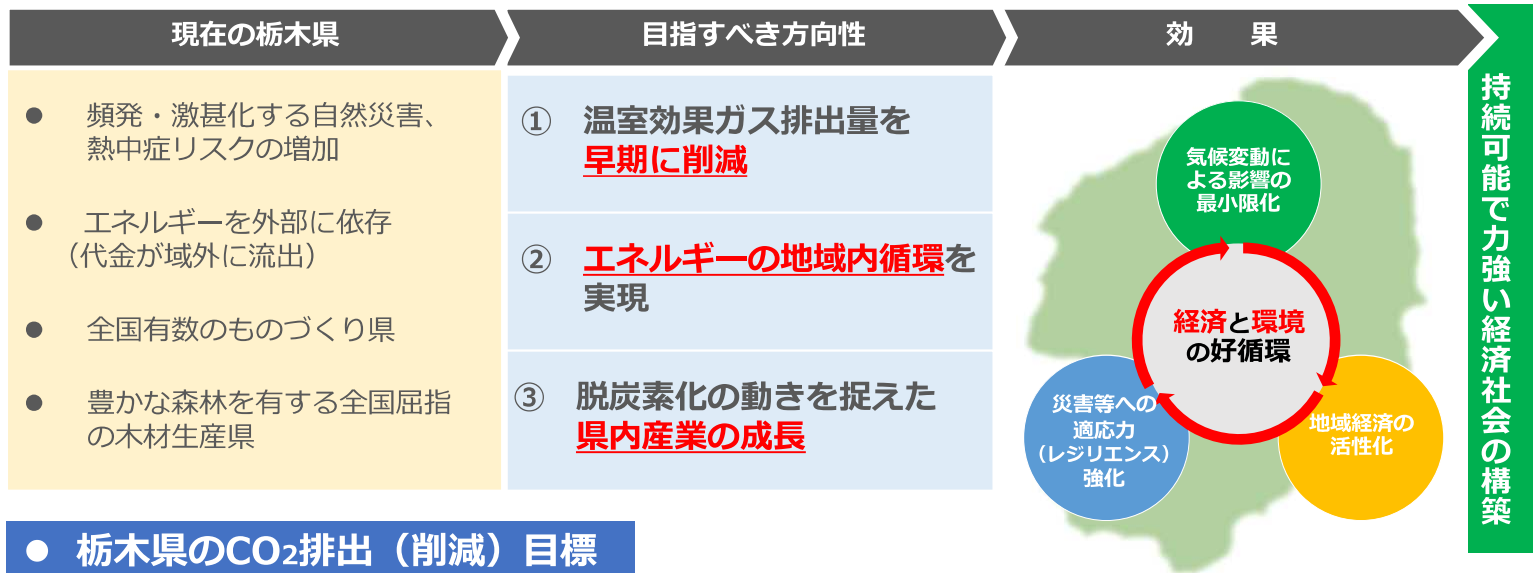 現在の栃木県
目指すべき方向性
効 果
● 頻発・激甚化する自然災害、
熱中症リスクの増加
● エネルギーを外部に依存
（代金が域外に流出）
● 全国有数のものづくり県
● 豊かな森林を有する全国屈指
の木材生産県
① 温室効果ガス排出量を
早期に削減
② エネルギーの地域内循環を
実現
③ 脱炭素化の動きを捉えた
県内産業の成長
気候変動に
よる影響の
最小限化
経済と環境
の好循環
災害等への
適応力
（レジリエンス）
強化
地域経済の
活性化
持続可能で力強い経済社会の構築
● 栃木県のCO₂排出（削減）目標